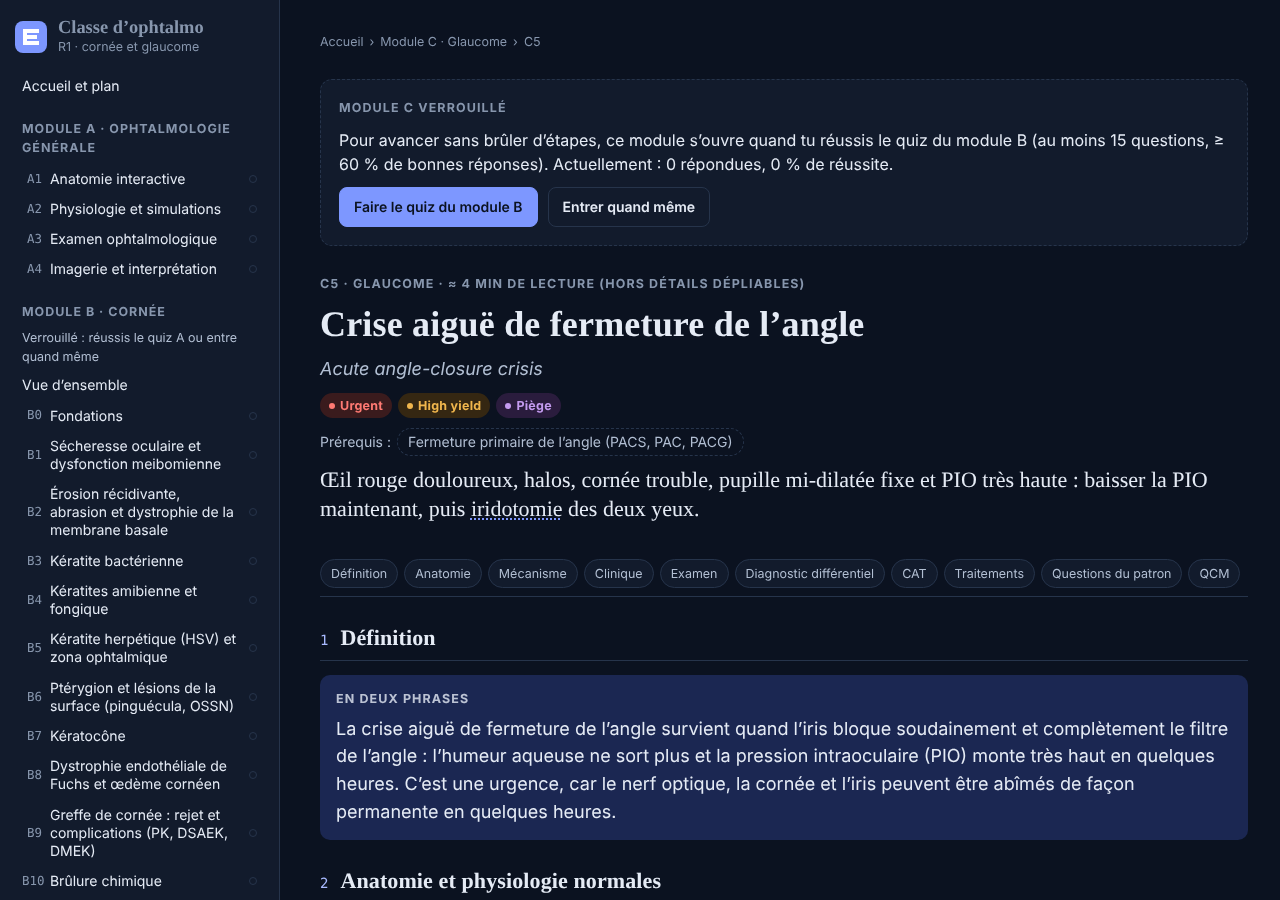 Classe d’ophtalmo
R1 · cornée et glaucome
Accueil et plan
MODULE A · OPHTALMOLOGIE
GÉNÉRALE
A1 Anatomie interactive
A2 Physiologie et simulations
A3 Examen ophtalmologique
A4 Imagerie et interprétation
MODULE B · CORNÉE
Verrouillé : réussis le quiz A ou entre
quand même
Vue d’ensemble
B0 Fondations
B1 Sécheresse oculaire et
dysfonction meibomienne
B2 Érosion récidivante,
abrasion et dystrophie de la
membrane basale
B3 Kératite bactérienne
B4 Kératites amibienne et
fongique
B5 Kératite herpétique (HSV) et
zona ophtalmique
B6 Ptérygion et lésions de la
surface (pinguécula, OSSN)
B7 Kératocône
B8 Dystrophie endothéliale de
Fuchs et œdème cornéen
B9 Greffe de cornée : rejet et
complications (PK, DSAEK,
DMEK)
B10 Brûlure chimique
Accueil › Module C · Glaucome › C5
MODULE C VERROUILLÉ
Pour avancer sans brûler d’étapes, ce module s’ouvre quand tu réussis le quiz du module B (au moins 15 questions, ≥
60 % de bonnes réponses). Actuellement : 0 répondues, 0 % de réussite.
Faire le quiz du module B Entrer quand même
C5 · GLAUCOME · ≈ 4 MIN DE LECTURE (HORS DÉTAILS DÉPLIABLES)
Crise aiguë de fermeture de l’angle
Acute angle-closure crisis
Urgent High yield Piège
Prérequis : Fermeture primaire de l’angle (PACS, PAC, PACG)
Œil rouge douloureux, halos, cornée trouble, pupille mi-dilatée fixe et PIO très haute : baisser la PIO
maintenant, puis iridotomie des deux yeux.
Définition Anatomie Mécanisme Clinique Examen Diagnostic différentiel CAT Traitements Questions du patron QCM
1 Définition
EN DEUX PHRASES
La crise aiguë de fermeture de l’angle survient quand l’iris bloque soudainement et complètement le filtre
de l’angle : l’humeur aqueuse ne sort plus et la pression intraoculaire (PIO) monte très haut en quelques
heures. C’est une urgence, car le nerf optique, la cornée et l’iris peuvent être abîmés de façon
permanente en quelques heures.
2 Anatomie et physiologie normales